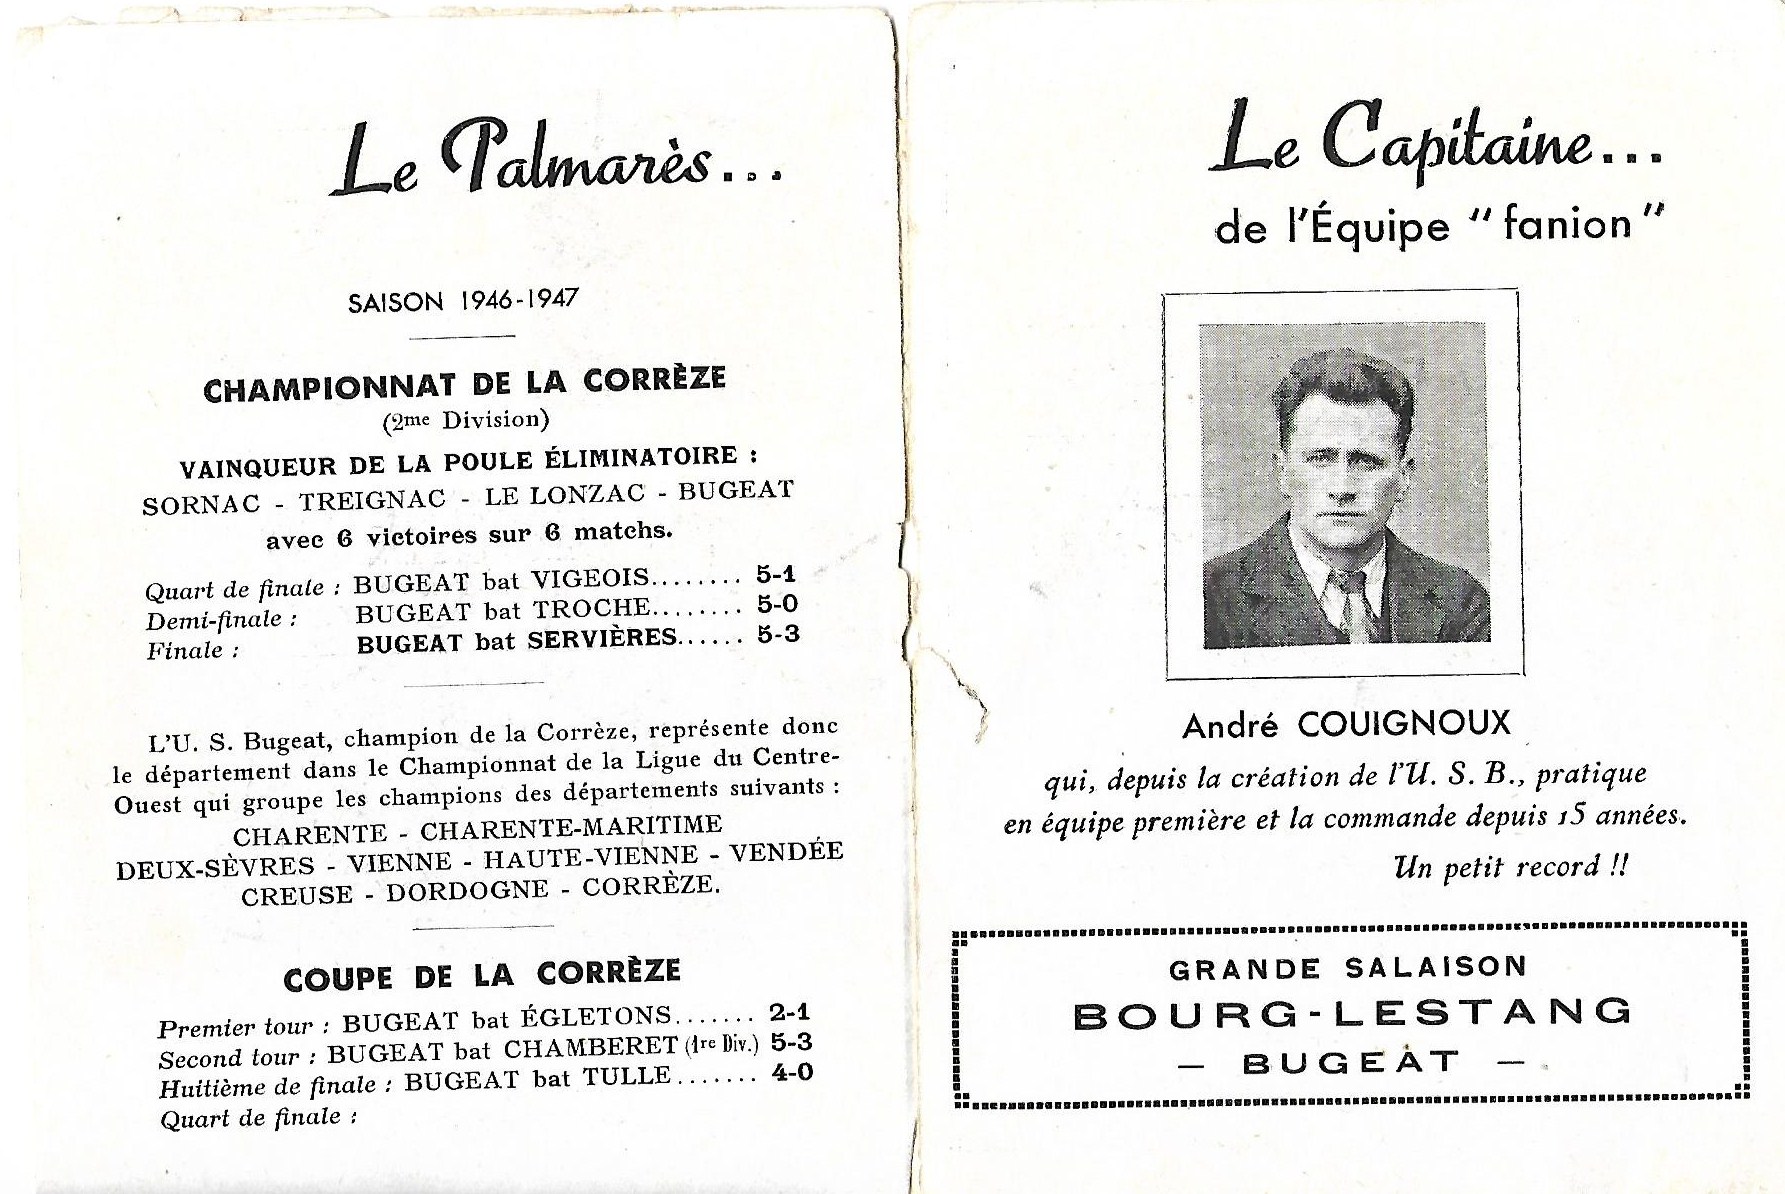 Le Palmarès...
SAISON 1946-1947
CHAMPIONNAT DE LA CORRÈZE
(2me Division)
VAINQUEUR DE LA POULE ÉLIMINATOIRE :
SORNAC - TREIGNAC - LE LONZAC - BUGEAT
avec 6 victoires sur 6 matchs.
Quart de finale : BUGEAT bat VIGEOIS........ 5-1
Demi-finale : BUGEAT bat TROCHE........ 5-0
Finale : BUGEAT bat SERVIÈRES...... 5-3
L'U. S. Bugeat, champion de la Corrèze, représente donc
le département dans le Championnat de la Ligue du Centre-
Ouest qui groupe les champions des départements suivants :
CHARENTE - CHARENTE-MARITIME
DEUX-SÈVRES - VIENNE - HAUTE-VIENNE - VENDÉE
CREUSE - DORDOGNE - CORRÈZE.
COUPE DE LA CORRÈZE
Premier tour : BUGEAT bat ÉGLETONS....... 2-1
Second tour : BUGEAT bat CHAMBERET (1re Div.) 5-3
Huitième de finale : BUGEAT bat TULLE....... 4-0
Quart de finale :
Le Capitaine...
de l'Équipe "fanion"
André COUIGNOUX
qui, depuis la création de l'U. S. B., pratique
en équipe première et la commande depuis 15 années.
Un petit record !!
GRANDE SALAISON
BOURG-LESTANG
— BUGEAT —